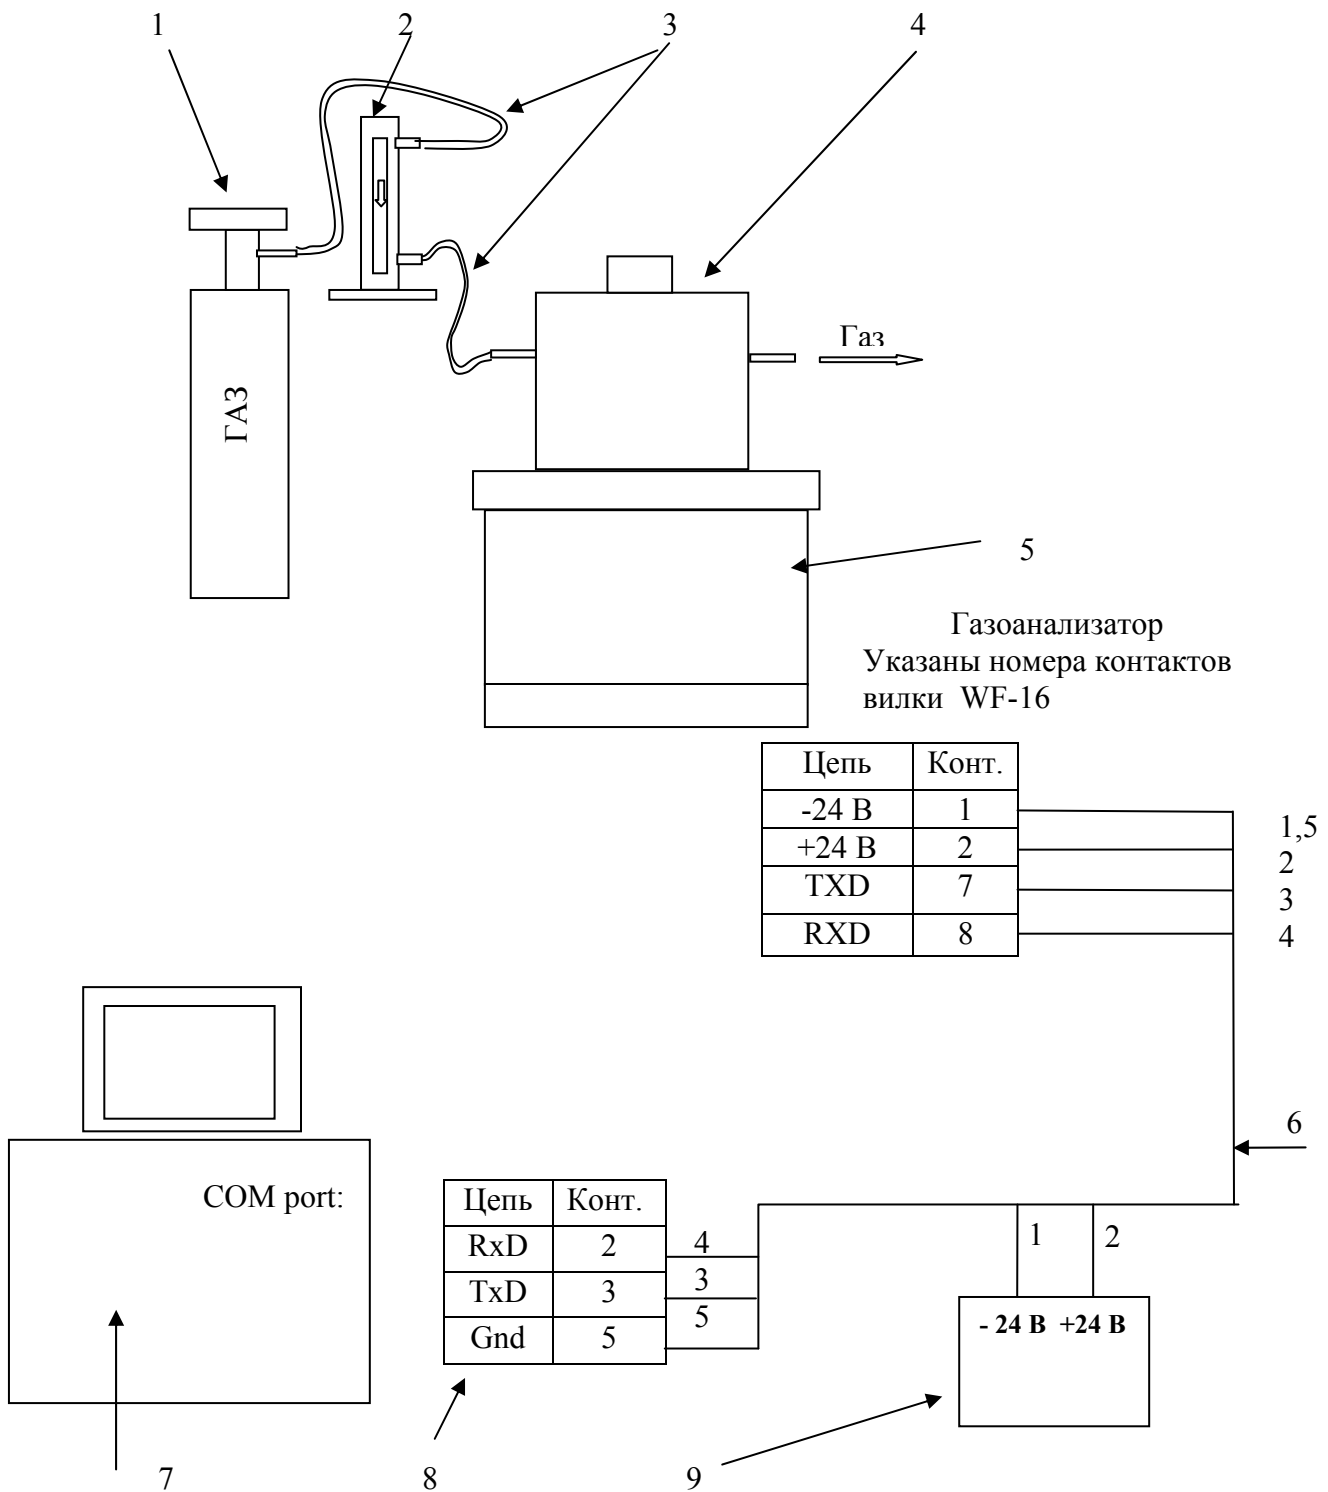 1 2 3 4
Газ
ГАЗ
5
Газоанализатор
Указаны номера контактов
вилки WF-16
Цепь Конт.
-24 В 1
+24 В 2
TXD 7
RXD 8
1,5
2
3
4
6
COM port:
Цепь Конт.
RxD 2 4
TxD 3 3
Gnd 5 5
1 2
- 24 В +24 В
7 8 9